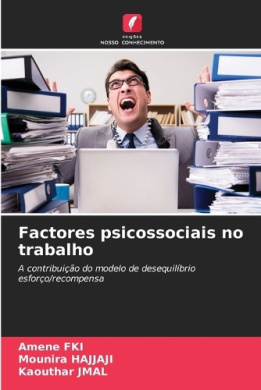 edições
NOSSO CONHECIMENTO
Factores psicossociais no
trabalho
A contribuição do modelo de desequilíbrio
esforço/recompensa
Amene FKI
Mounira HAJJAJI
Kaouthar JMAL